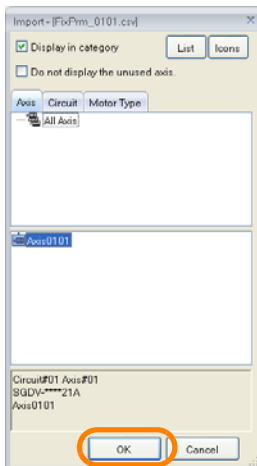 Import - [FixPrm_0101.csv]
Display in category
List
Icons
Do not display the unused axis.
Axis
Circuit
Motor Type
All Axis
Axis0101
Circuit#01 Axis#01
SGDV-****21A
Axis0101
OK
Cancel